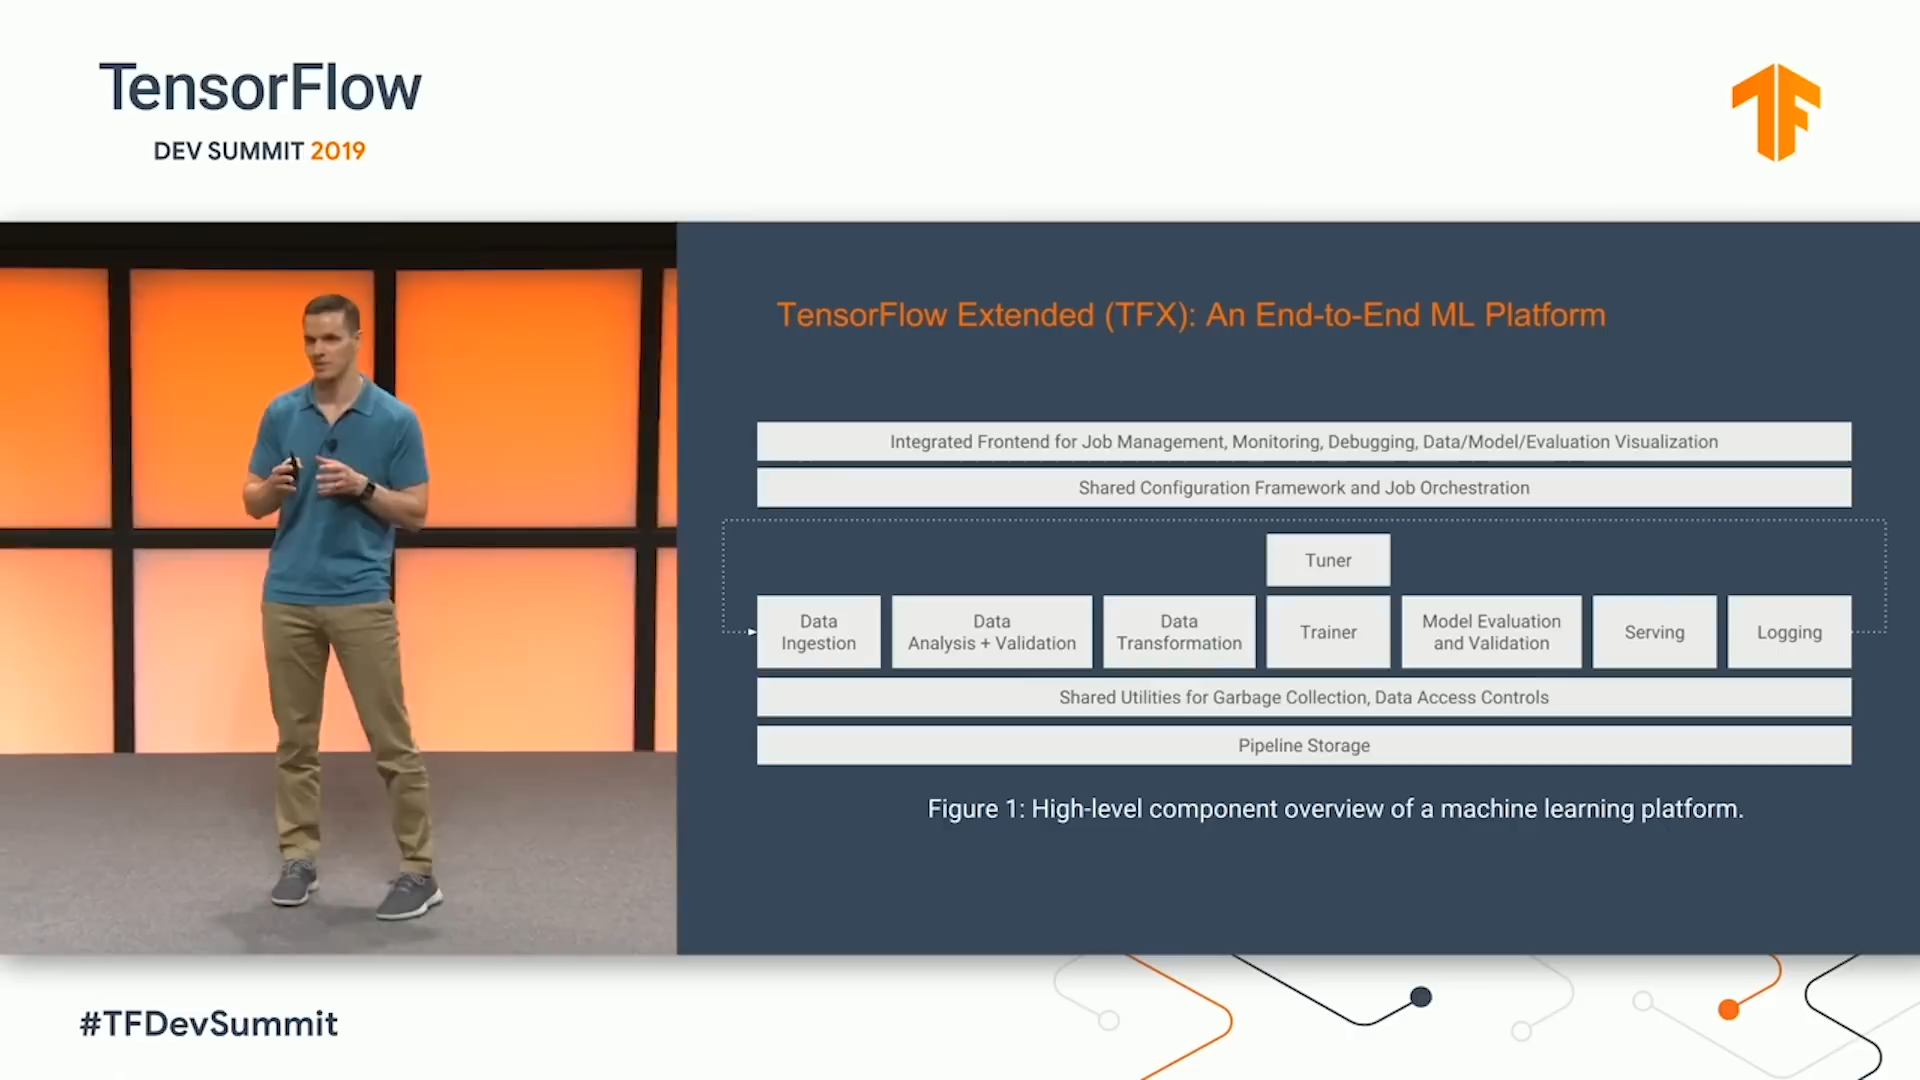 TensorFlow
DEV SUMMIT 2019
TensorFlow Extended (TFX): An End-to-End ML Platform
Integrated Frontend for Job Management, Monitoring, Debugging, Data/Model/Evaluation Visualization
Shared Configuration Framework and Job Orchestration
Tuner
Data
Ingestion
Data
Analysis + Validation
Data
Transformation
Trainer
Model Evaluation
and Validation
Serving
Logging
Shared Utilities for Garbage Collection, Data Access Controls
Pipeline Storage
Figure 1: High-level component overview of a machine learning platform.
#TFDevSummit